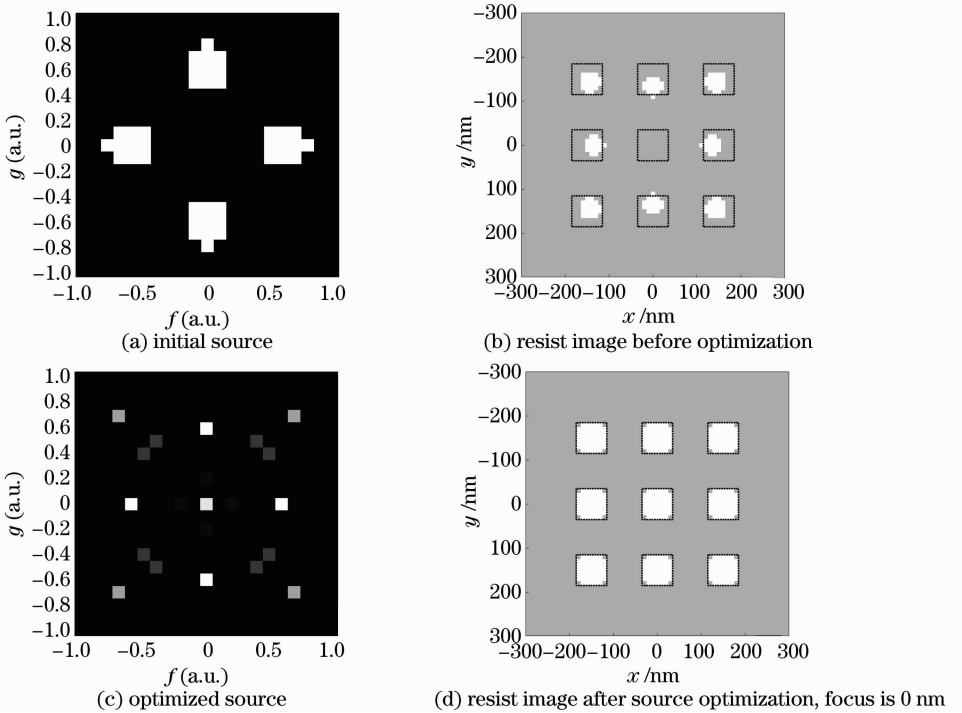 1.0
0.8
0.6
0.4
0.2
0
−0.2
−0.4
−0.6
−0.8
−1.0
g (a.u.)
−1.0 −0.5 0 0.5 1.0
f (a.u.)
(a) initial source
−300
−200
−100
0
100
200
300
y /nm
−300−200−100 0 100 200 300
x /nm
(b) resist image before optimization
1.0
0.8
0.6
0.4
0.2
0
−0.2
−0.4
−0.6
−0.8
−1.0
g (a.u.)
−1.0 −0.5 0 0.5 1.0
f (a.u.)
(c) optimized source
−300
−200
−100
0
100
200
300
y /nm
−300−200−100 0 100 200 300
x /nm
(d) resist image after source optimization, focus is 0 nm